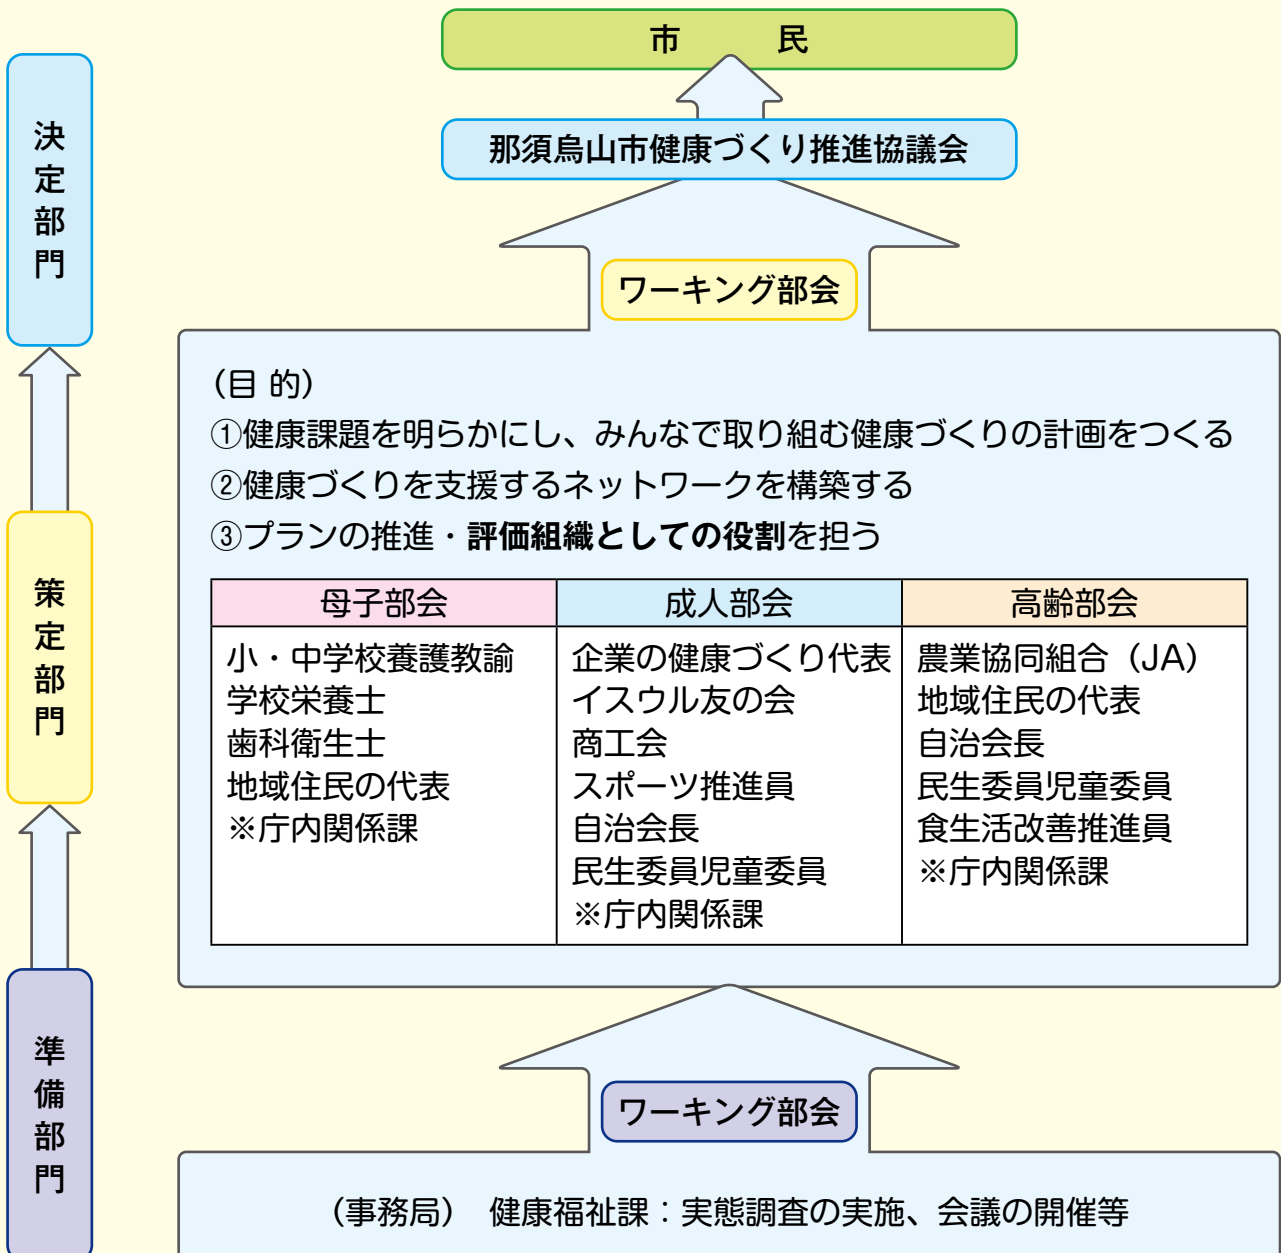 市　民
決定部門
那須烏山市健康づくり推進協議会
ワーキング部会
（目 的）
①健康課題を明らかにし、みんなで取り組む健康づくりの計画をつくる
②健康づくりを支援するネットワークを構築する
③プランの推進・評価組織としての役割を担う
策定部門
母子部会
小・中学校養護教諭
学校栄養士
歯科衛生士
地域住民の代表
※庁内関係課
成人部会
企業の健康づくり代表
イスウル友の会
商工会
スポーツ推進員
自治会長
民生委員児童委員
※庁内関係課
高齢部会
農業協同組合（JA）
地域住民の代表
自治会長
民生委員児童委員
食生活改善推進員
※庁内関係課
準備部門
ワーキング部会
（事務局）　健康福祉課：実態調査の実施、会議の開催等